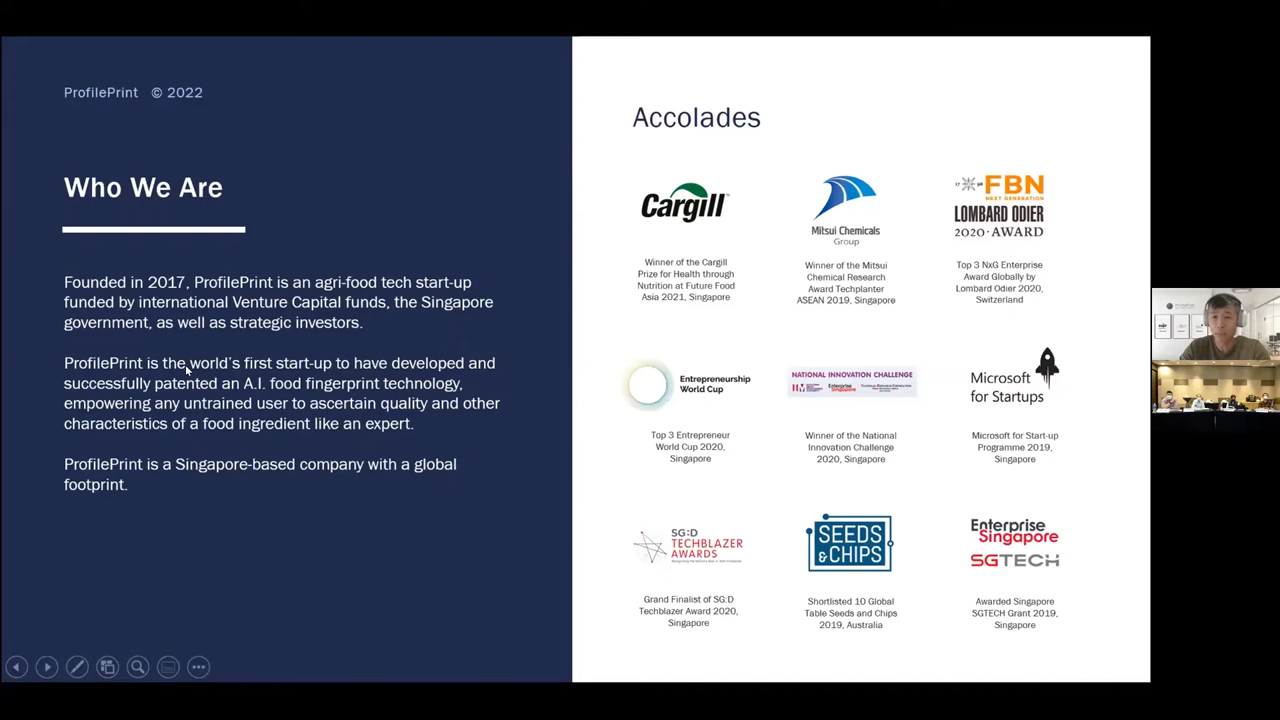 ProfilePrint © 2022
Who We Are
Founded in 2017, ProfilePrint is an agri-food tech start-up
funded by international Venture Capital funds, the Singapore
government, as well as strategic investors.
ProfilePrint is the world's first start-up to have developed and
successfully patented an A.I. food fingerprint technology,
empowering any untrained user to ascertain quality and other
characteristics of a food ingredient like an expert.
ProfilePrint is a Singapore-based company with a global
footprint.
Accolades
Cargill™
Winner of the Cargill
Prize for Health through
Nutrition at Future Food
Asia 2021, Singapore
Mitsui Chemicals
Group
Winner of the Mitsui
Chemical Research
Award Techplanter
ASEAN 2019, Singapore
FBN
NEXT GENERATION
LOMBARD ODIER
2020·AWARD
Top 3 NxG Enterprise
Award Globally by
Lombard Odier 2020,
Switzerland
Entrepreneurship
World Cup
Top 3 Entrepreneur
World Cup 2020,
Singapore
NATIONAL INNOVATION CHALLENGE
Enterprise
Singapore
Winner of the National
Innovation Challenge
2020, Singapore
Microsoft
for Startups
Microsoft for Start-up
Programme 2019,
Singapore
SG:D
TECHBLAZER
AWARDS
Grand Finalist of SG:D
Techblazer Award 2020,
Singapore
SEEDS
&CHIPS
Shortlisted 10 Global
Table Seeds and Chips
2019, Australia
Enterprise
Singapore
SGTECH
Awarded Singapore
SGTECH Grant 2019,
Singapore